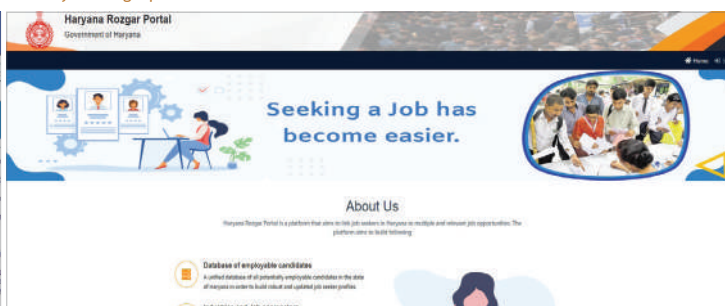 Haryana Rozgar Portal
Government of Haryana
Home
Seeking a Job has
become easier.
About Us
Haryana Rozgar Portal is a platform that aims to link job seekers in Haryana to multiple and relevant job opportunities. The
platform aims to build following
Database of employable candidates
A unified database of all potentially employable candidates in the state
of Haryana in order to build robust and updated job seeker profiles